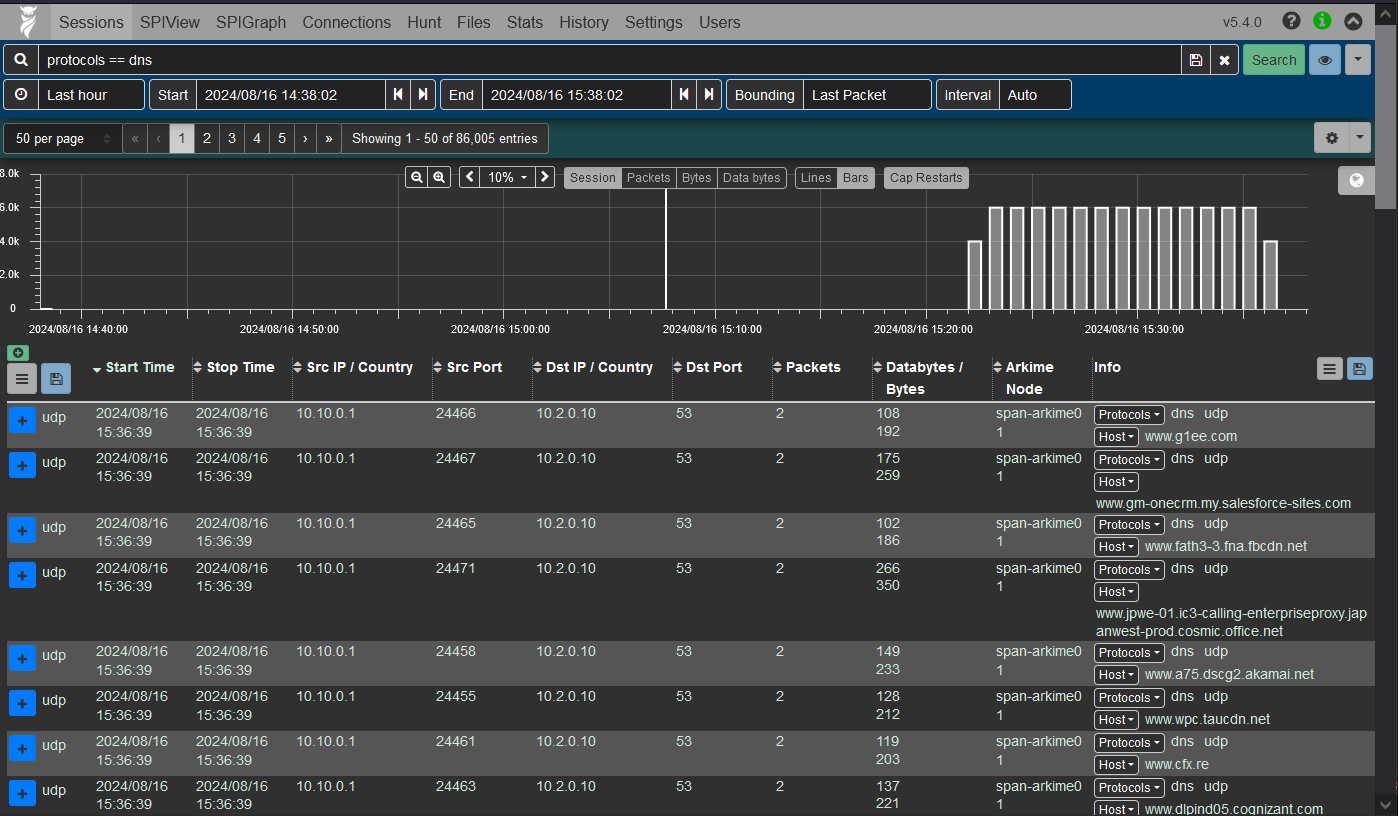 Sessions SPIView SPIGraph Connections Hunt Files Stats History Settings Users v5.4.0
protocols == dns Search
Last hour Start 2024/08/16 14:38:02 End 2024/08/16 15:38:02 Bounding Last Packet Interval Auto
50 per page « ‹ 1 2 3 4 5 › » Showing 1 - 50 of 86,005 entries
10% Session Packets Bytes Data bytes Lines Bars Cap Restarts
8.0k
6.0k
4.0k
2.0k
0
2024/08/16 14:40:00 2024/08/16 14:50:00 2024/08/16 15:00:00 2024/08/16 15:10:00 2024/08/16 15:20:00 2024/08/16 15:30:00
Start Time Stop Time Src IP / Country Src Port Dst IP / Country Dst Port Packets Databytes / Arkime Info
Bytes Node
udp 2024/08/16 2024/08/16 10.10.0.1 24466 10.2.0.10 53 2 108 span-arkime0 Protocols dns udp
15:36:39 15:36:39 192 1 Host www.g1ee.com
udp 2024/08/16 2024/08/16 10.10.0.1 24467 10.2.0.10 53 2 175 span-arkime0 Protocols dns udp
15:36:39 15:36:39 259 1 Host
www.gm-onecrm.my.salesforce-sites.com
udp 2024/08/16 2024/08/16 10.10.0.1 24465 10.2.0.10 53 2 102 span-arkime0 Protocols dns udp
15:36:39 15:36:39 186 1 Host www.fath3-3.fna.fbcdn.net
udp 2024/08/16 2024/08/16 10.10.0.1 24471 10.2.0.10 53 2 266 span-arkime0 Protocols dns udp
15:36:39 15:36:39 350 1 Host
www.jpwe-01.ic3-calling-enterpriseproxy.jap
anwest-prod.cosmic.office.net
udp 2024/08/16 2024/08/16 10.10.0.1 24458 10.2.0.10 53 2 149 span-arkime0 Protocols dns udp
15:36:39 15:36:39 233 1 Host www.a75.dscg2.akamai.net
udp 2024/08/16 2024/08/16 10.10.0.1 24455 10.2.0.10 53 2 128 span-arkime0 Protocols dns udp
15:36:39 15:36:39 212 1 Host www.wpc.taucdn.net
udp 2024/08/16 2024/08/16 10.10.0.1 24461 10.2.0.10 53 2 119 span-arkime0 Protocols dns udp
15:36:39 15:36:39 203 1 Host www.cfx.re
udp 2024/08/16 2024/08/16 10.10.0.1 24463 10.2.0.10 53 2 137 span-arkime0 Protocols dns udp
15:36:39 15:36:39 221 1 Host www.dlpind05.cognizant.com